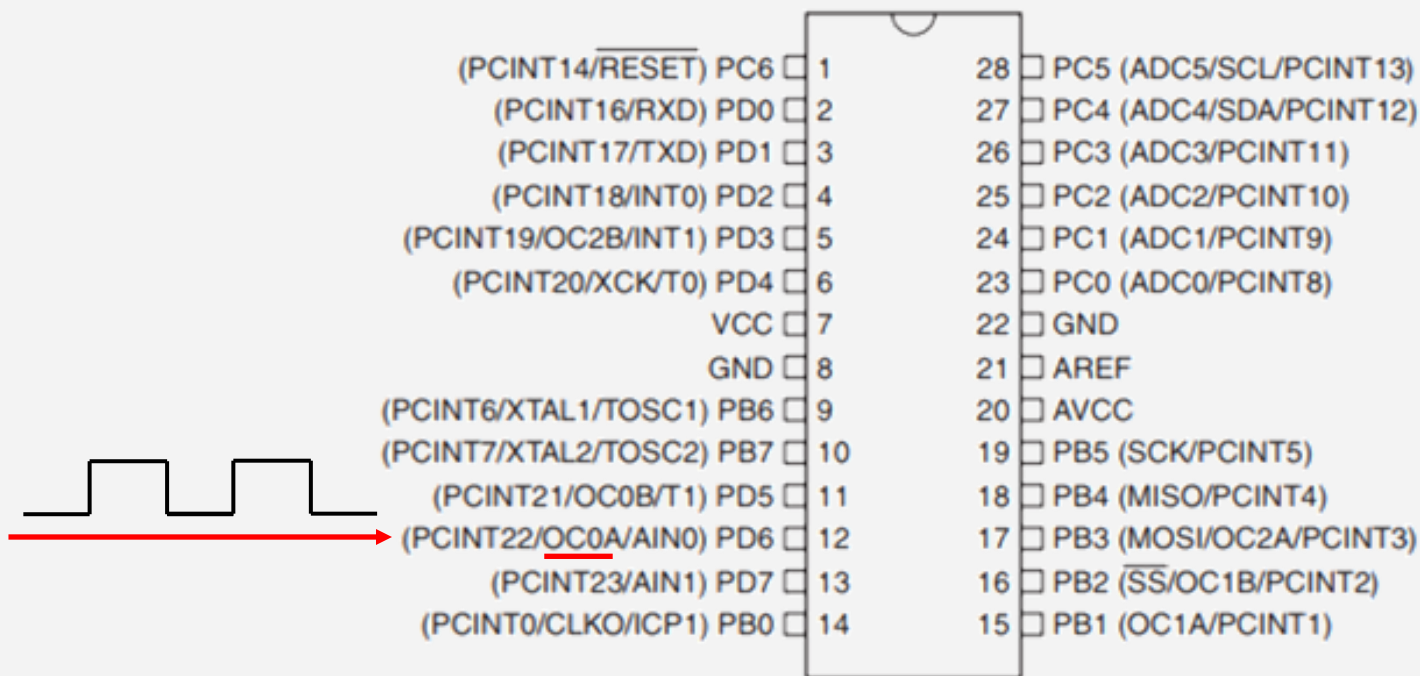 (PCINT14/RESET) PC6 1 28 PC5 (ADC5/SCL/PCINT13)
(PCINT16/RXD) PD0 2 27 PC4 (ADC4/SDA/PCINT12)
(PCINT17/TXD) PD1 3 26 PC3 (ADC3/PCINT11)
(PCINT18/INT0) PD2 4 25 PC2 (ADC2/PCINT10)
(PCINT19/OC2B/INT1) PD3 5 24 PC1 (ADC1/PCINT9)
(PCINT20/XCK/T0) PD4 6 23 PC0 (ADC0/PCINT8)
VCC 7 22 GND
GND 8 21 AREF
(PCINT6/XTAL1/TOSC1) PB6 9 20 AVCC
(PCINT7/XTAL2/TOSC2) PB7 10 19 PB5 (SCK/PCINT5)
(PCINT21/OC0B/T1) PD5 11 18 PB4 (MISO/PCINT4)
(PCINT22/OC0A/AIN0) PD6 12 17 PB3 (MOSI/OC2A/PCINT3)
(PCINT23/AIN1) PD7 13 16 PB2 (SS/OC1B/PCINT2)
(PCINT0/CLKO/ICP1) PB0 14 15 PB1 (OC1A/PCINT1)